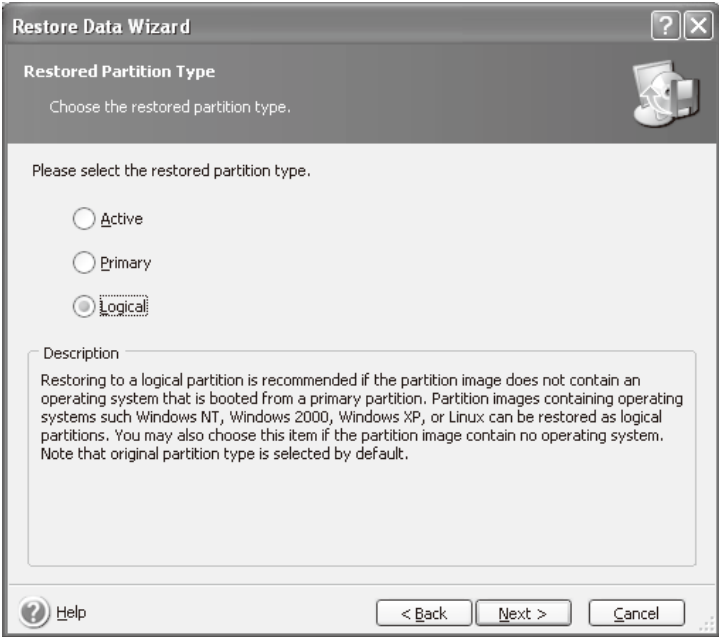 Restore Data Wizard
Restored Partition Type
Choose the restored partition type.
Please select the restored partition type.
Active
Primary
Logical
Description
Restoring to a logical partition is recommended if the partition image does not contain an
operating system that is booted from a primary partition. Partition images containing operating
systems such Windows NT, Windows 2000, Windows XP, or Linux can be restored as logical
partitions. You may also choose this item if the partition image contain no operating system.
Note that original partition type is selected by default.
Help
< Back
Next >
Cancel